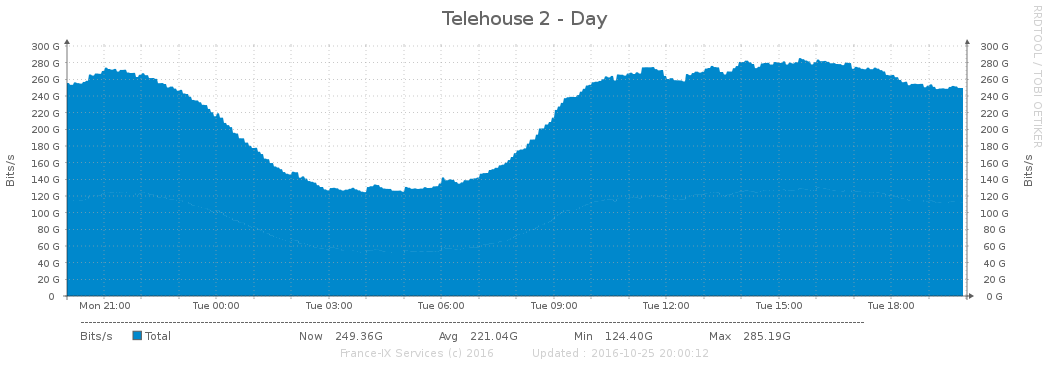 Telehouse 2 - Day
RRDTOOL / TOBI OETIKER
Bits/s
300 G
280 G
260 G
240 G
220 G
200 G
180 G
160 G
140 G
120 G
100 G
80 G
60 G
40 G
20 G
0
300 G
280 G
260 G
240 G
220 G
200 G
180 G
160 G
140 G
120 G
100 G
80 G
60 G
40 G
20 G
0 G
Bits/s
Mon 21:00 Tue 00:00 Tue 03:00 Tue 06:00 Tue 09:00 Tue 12:00 Tue 15:00 Tue 18:00
Bits/s Total Now 249.36G Avg 221.04G Min 124.40G Max 285.19G
France-IX Services (c) 2016 Updated : 2016-10-25 20:00:12